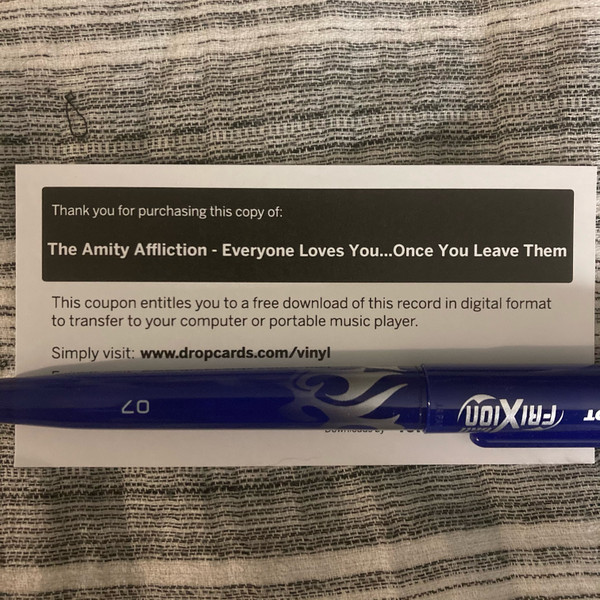 Thank you for purchasing this copy of:
The Amity Affliction - Everyone Loves You...Once You Leave Them
This coupon entitles you to a free download of this record in digital format
to transfer to your computer or portable music player.
Simply visit: www.dropcards.com/vinyl
07
FRIXION
Downloads by